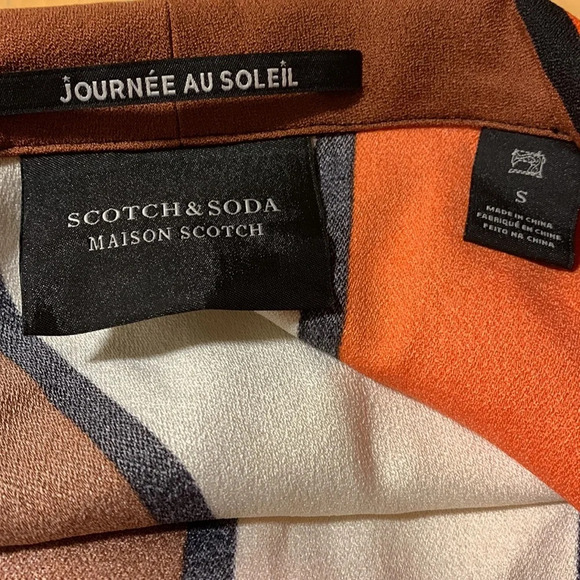 JOURNÉE AU SOLEIL
SCOTCH & SODA
MAISON SCOTCH
S
MADE IN CHINA
FABRIQUÉ EN CHINE
FEITO NA CHINA